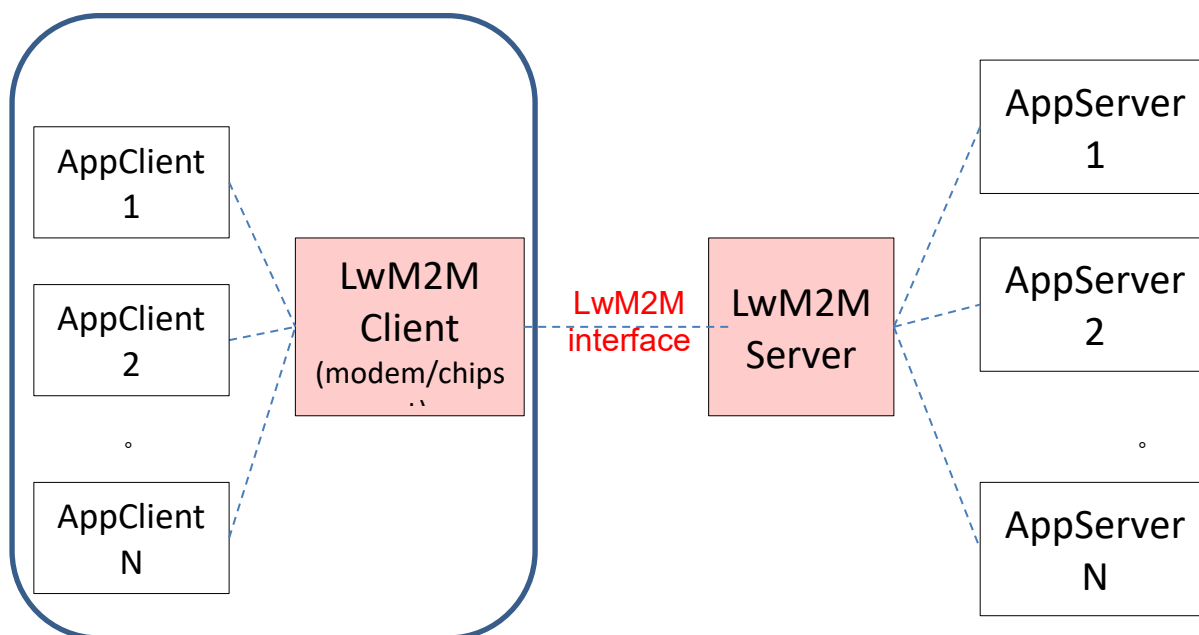 AppClient
1
AppClient
2
。
AppClient
N
LwM2M
Client
(modem/chips
LwM2M
interface
LwM2M
Server
AppServer
1
AppServer
2
。
AppServer
N